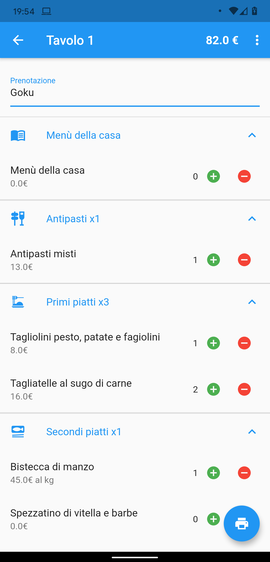 19:54
Tavolo 1
82.0 €
Prenotazione
Goku
Menù della casa
Menù della casa
0
0.0€
Antipasti x1
Antipasti misti
1
13.0€
Primi piatti x3
Tagliolini pesto, patate e fagiolini
1
8.0€
Tagliatelle al sugo di carne
2
16.0€
Secondi piatti x1
Bistecca di manzo
1
45.0€ al kg
Spezzatino di vitella e barbe
0
0.0€